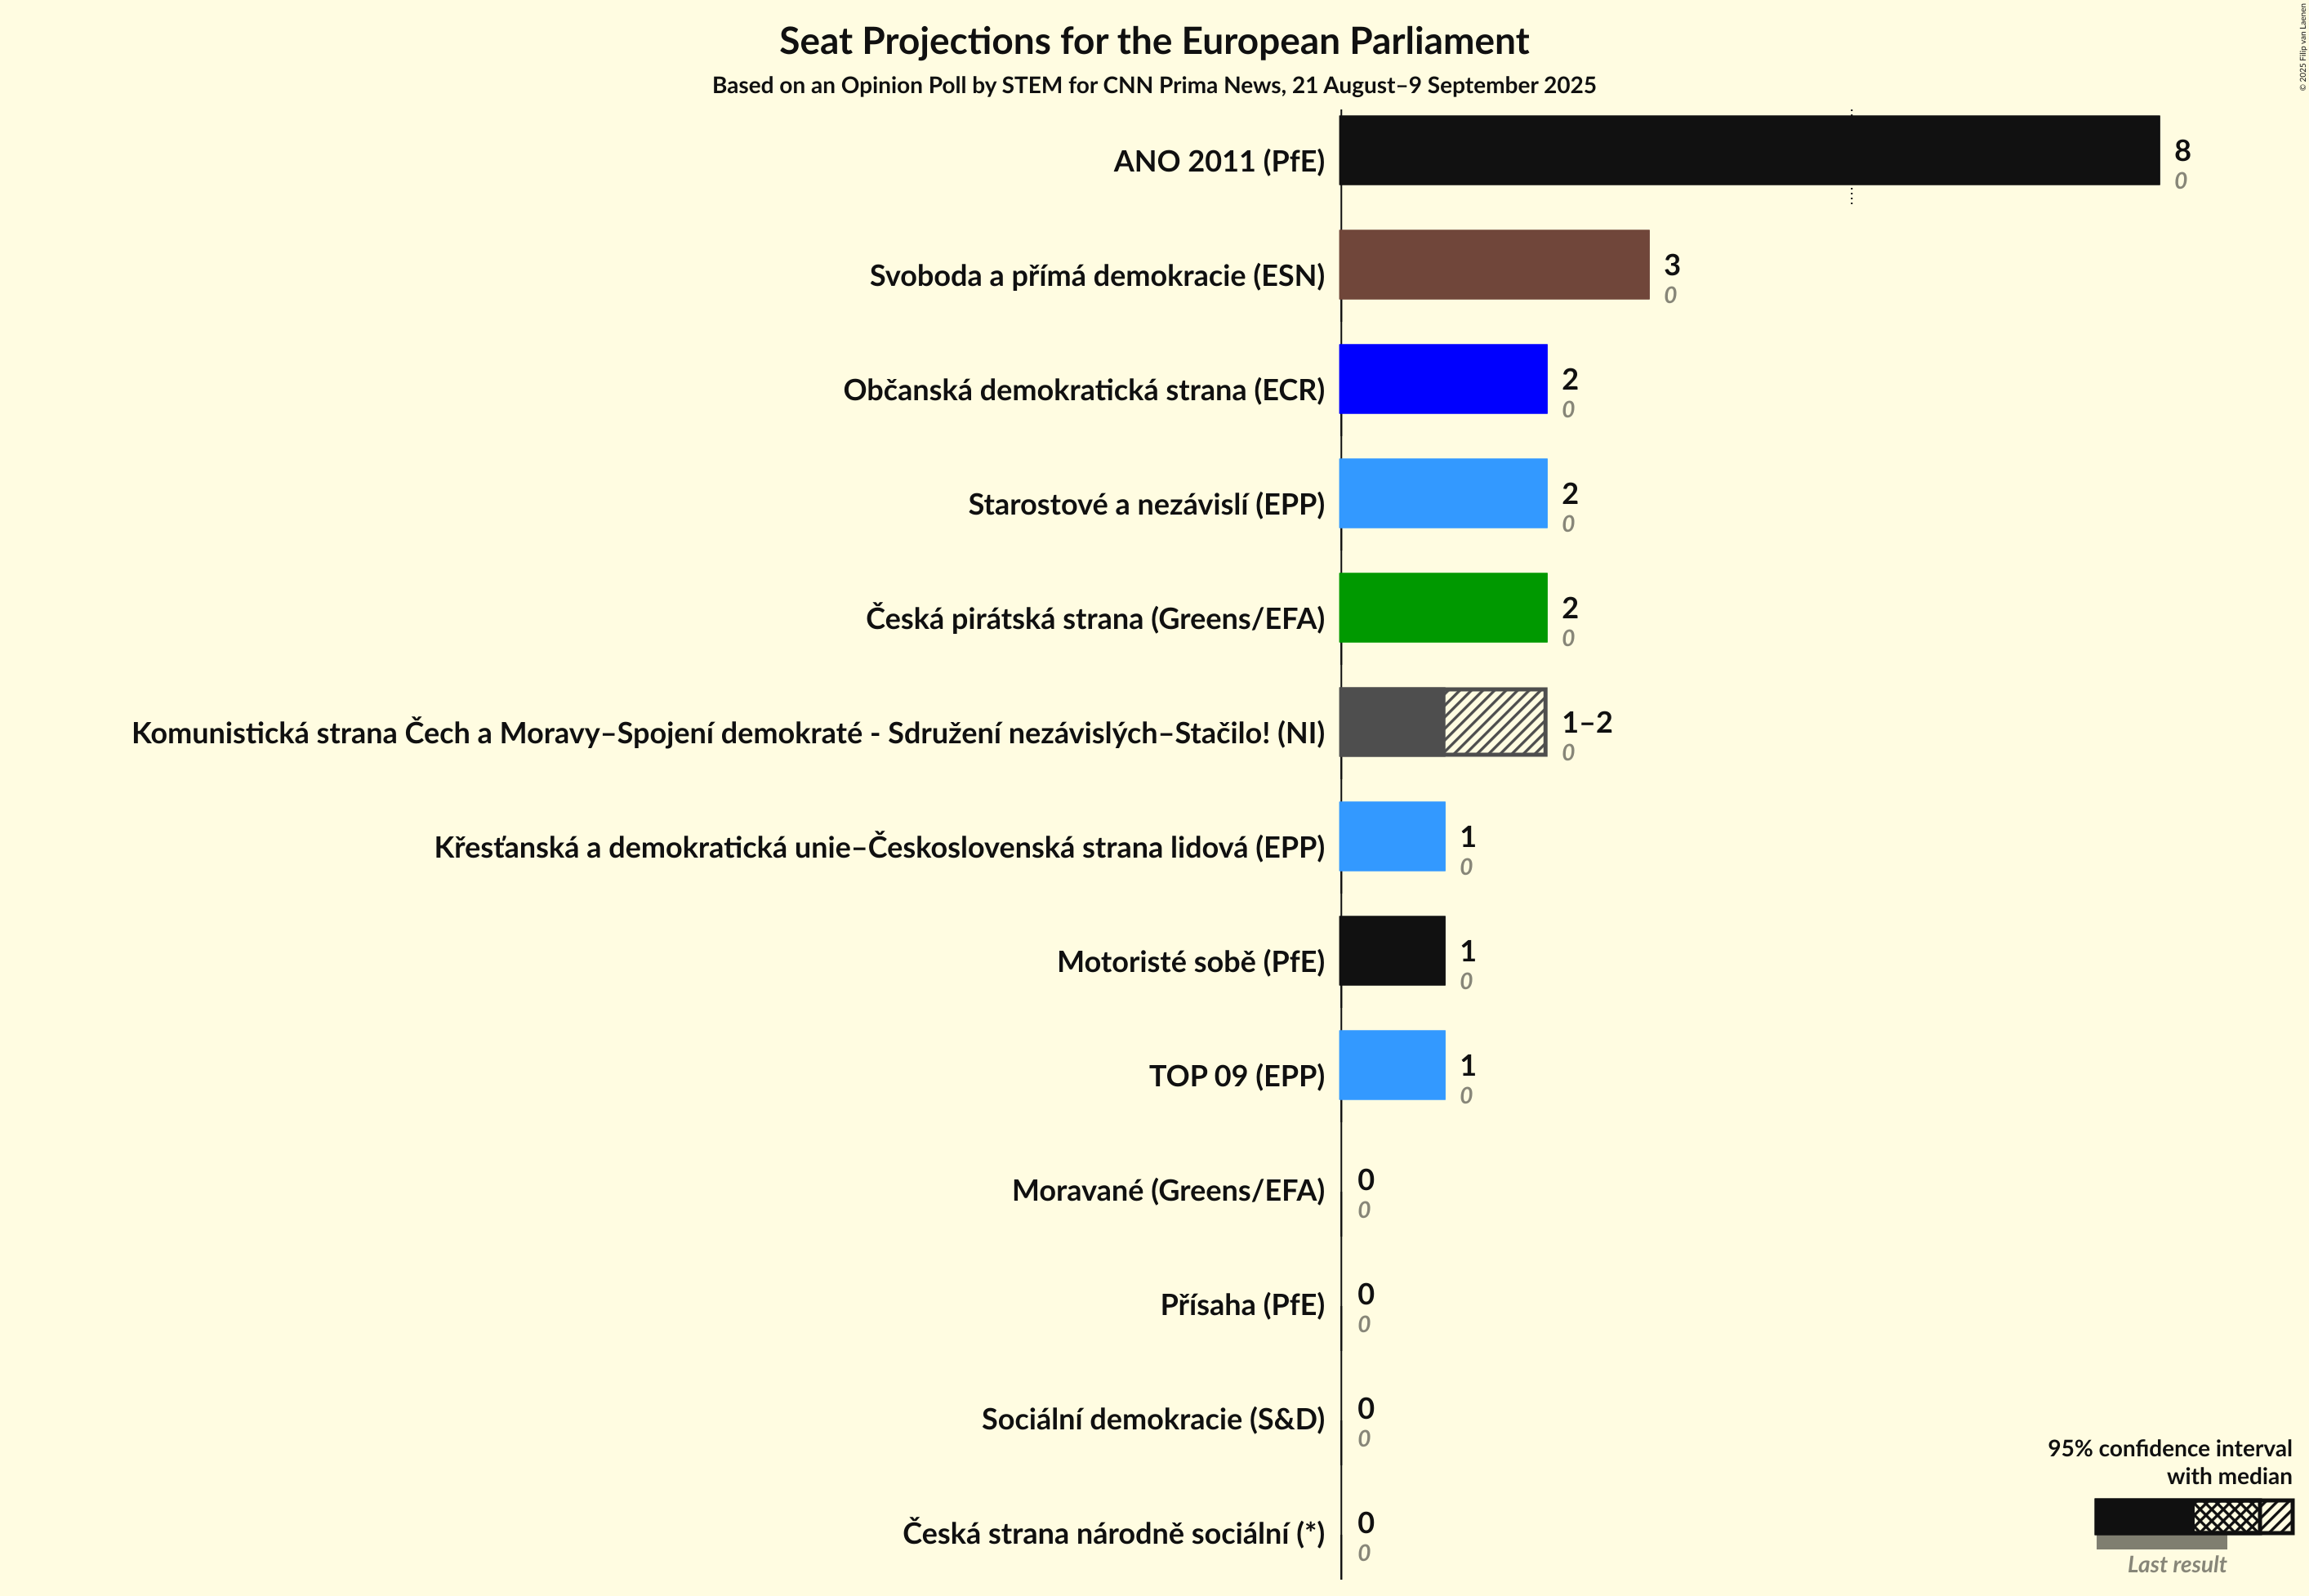 Seat Projections for the European Parliament
Based on an Opinion Poll by STEM for CNN Prima News, 21 August–9 September 2025
© 2025 Filip van Laenen
ANO 2011 (PfE)
8
0
Svoboda a přímá demokracie (ESN)
3
0
Občanská demokratická strana (ECR)
2
0
Starostové a nezávislí (EPP)
2
0
Česká pirátská strana (Greens/EFA)
2
0
Komunistická strana Čech a Moravy–Spojení demokraté - Sdružení nezávislých–Stačilo! (NI)
1–2
0
Křesťanská a demokratická unie–Československá strana lidová (EPP)
1
0
Motoristé sobě (PfE)
1
0
TOP 09 (EPP)
1
0
Moravané (Greens/EFA)
0
0
Přísaha (PfE)
0
0
Sociální demokracie (S&D)
0
0
Česká strana národně sociální (*)
0
0
95% confidence interval
with median
Last result